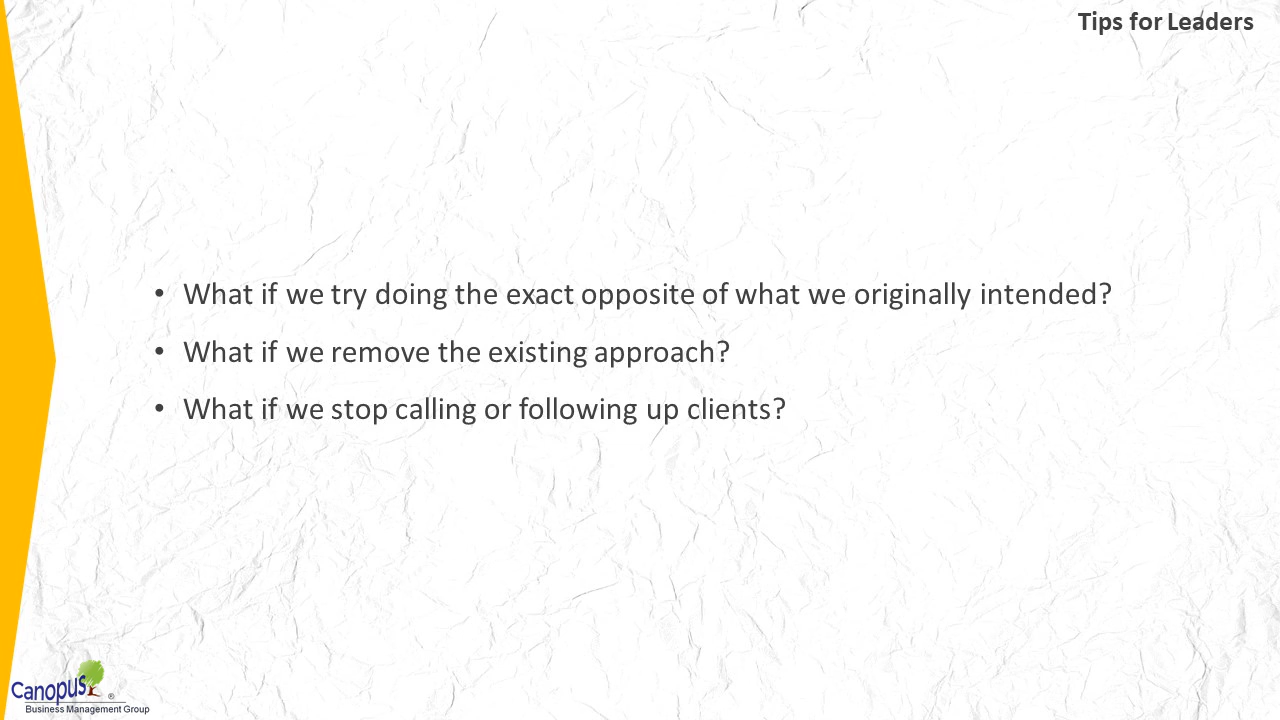 Tips for Leaders
• What if we try doing the exact opposite of what we originally intended?
• What if we remove the existing approach?
• What if we stop calling or following up clients?
Canopus ®
Business Management Group